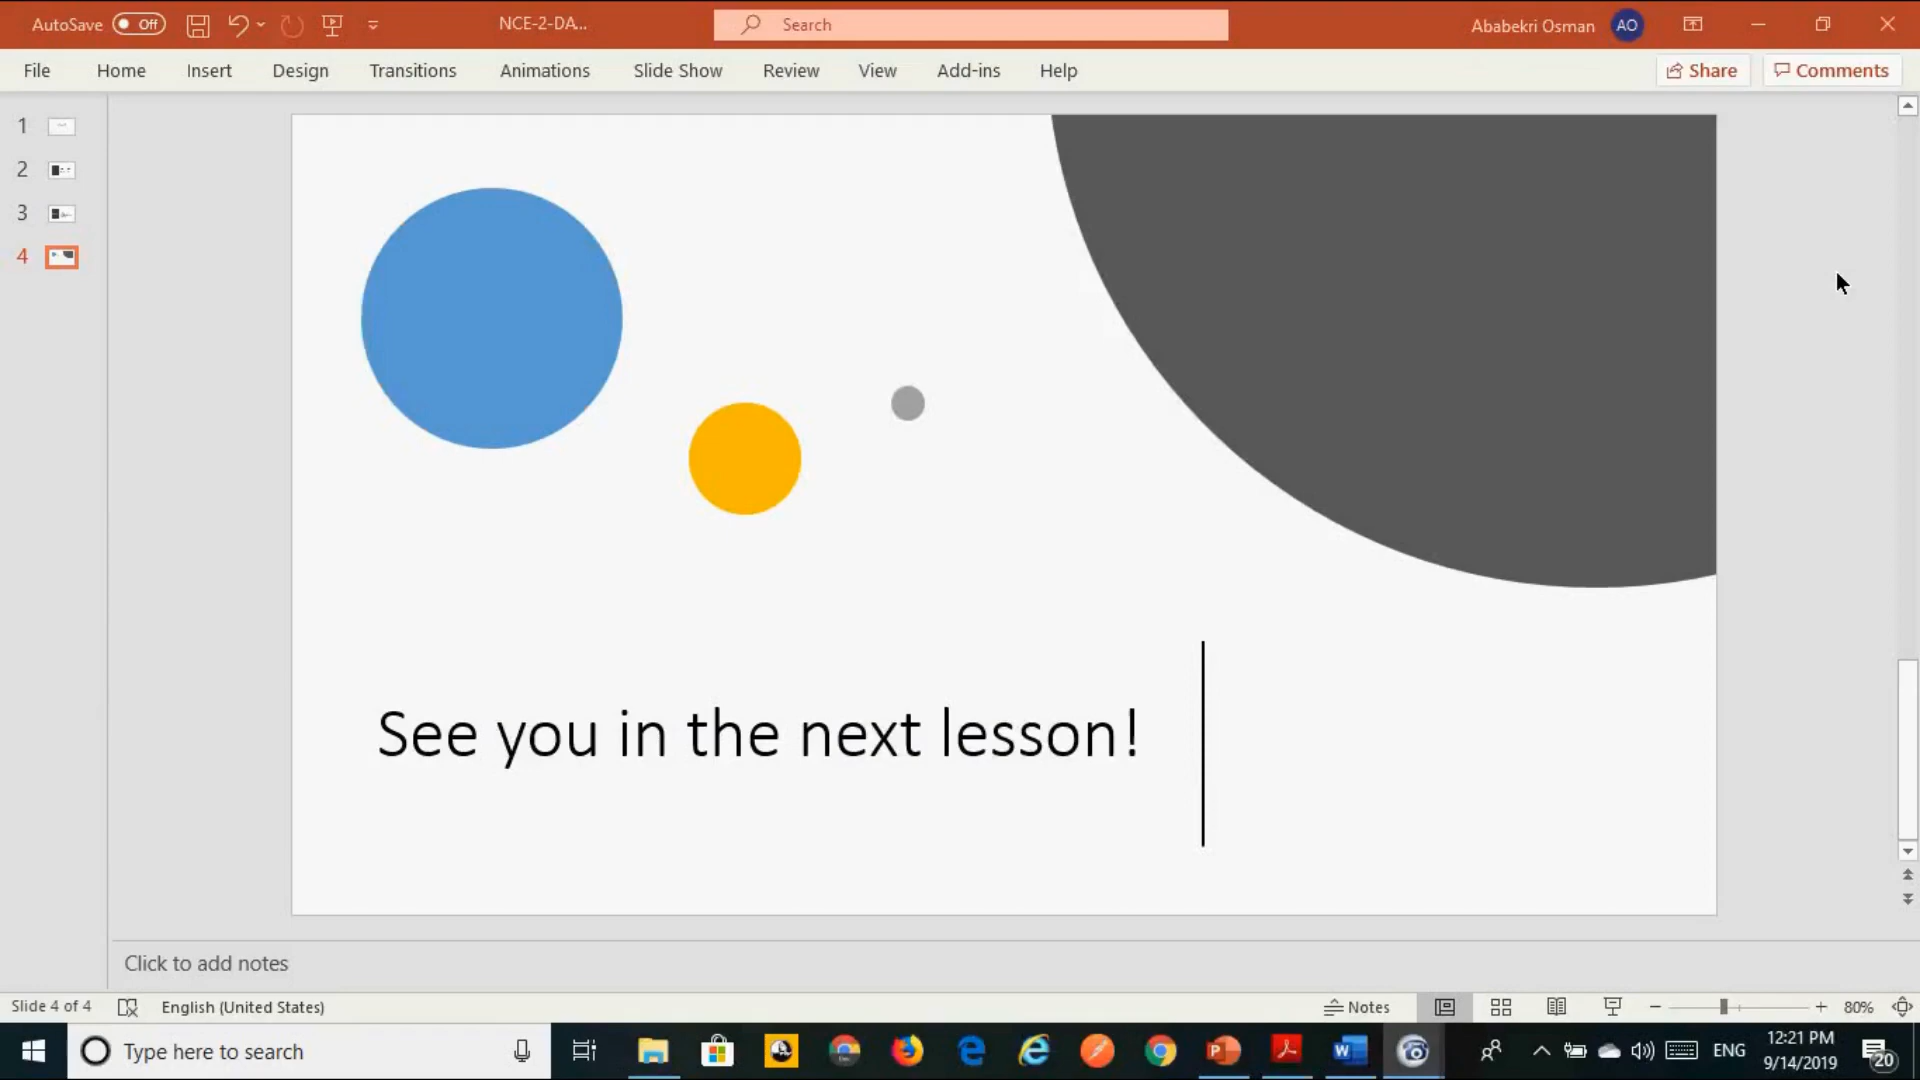 AutoSave Off NCE-2-DA... Search Ababekri Osman AO
File Home Insert Design Transitions Animations Slide Show Review View Add-ins Help Share Comments
1
2
3
4
See you in the next lesson!
Click to add notes
Slide 4 of 4 English (United States) Notes 80%
Type here to search ENG 12:21 PM
9/14/2019 20